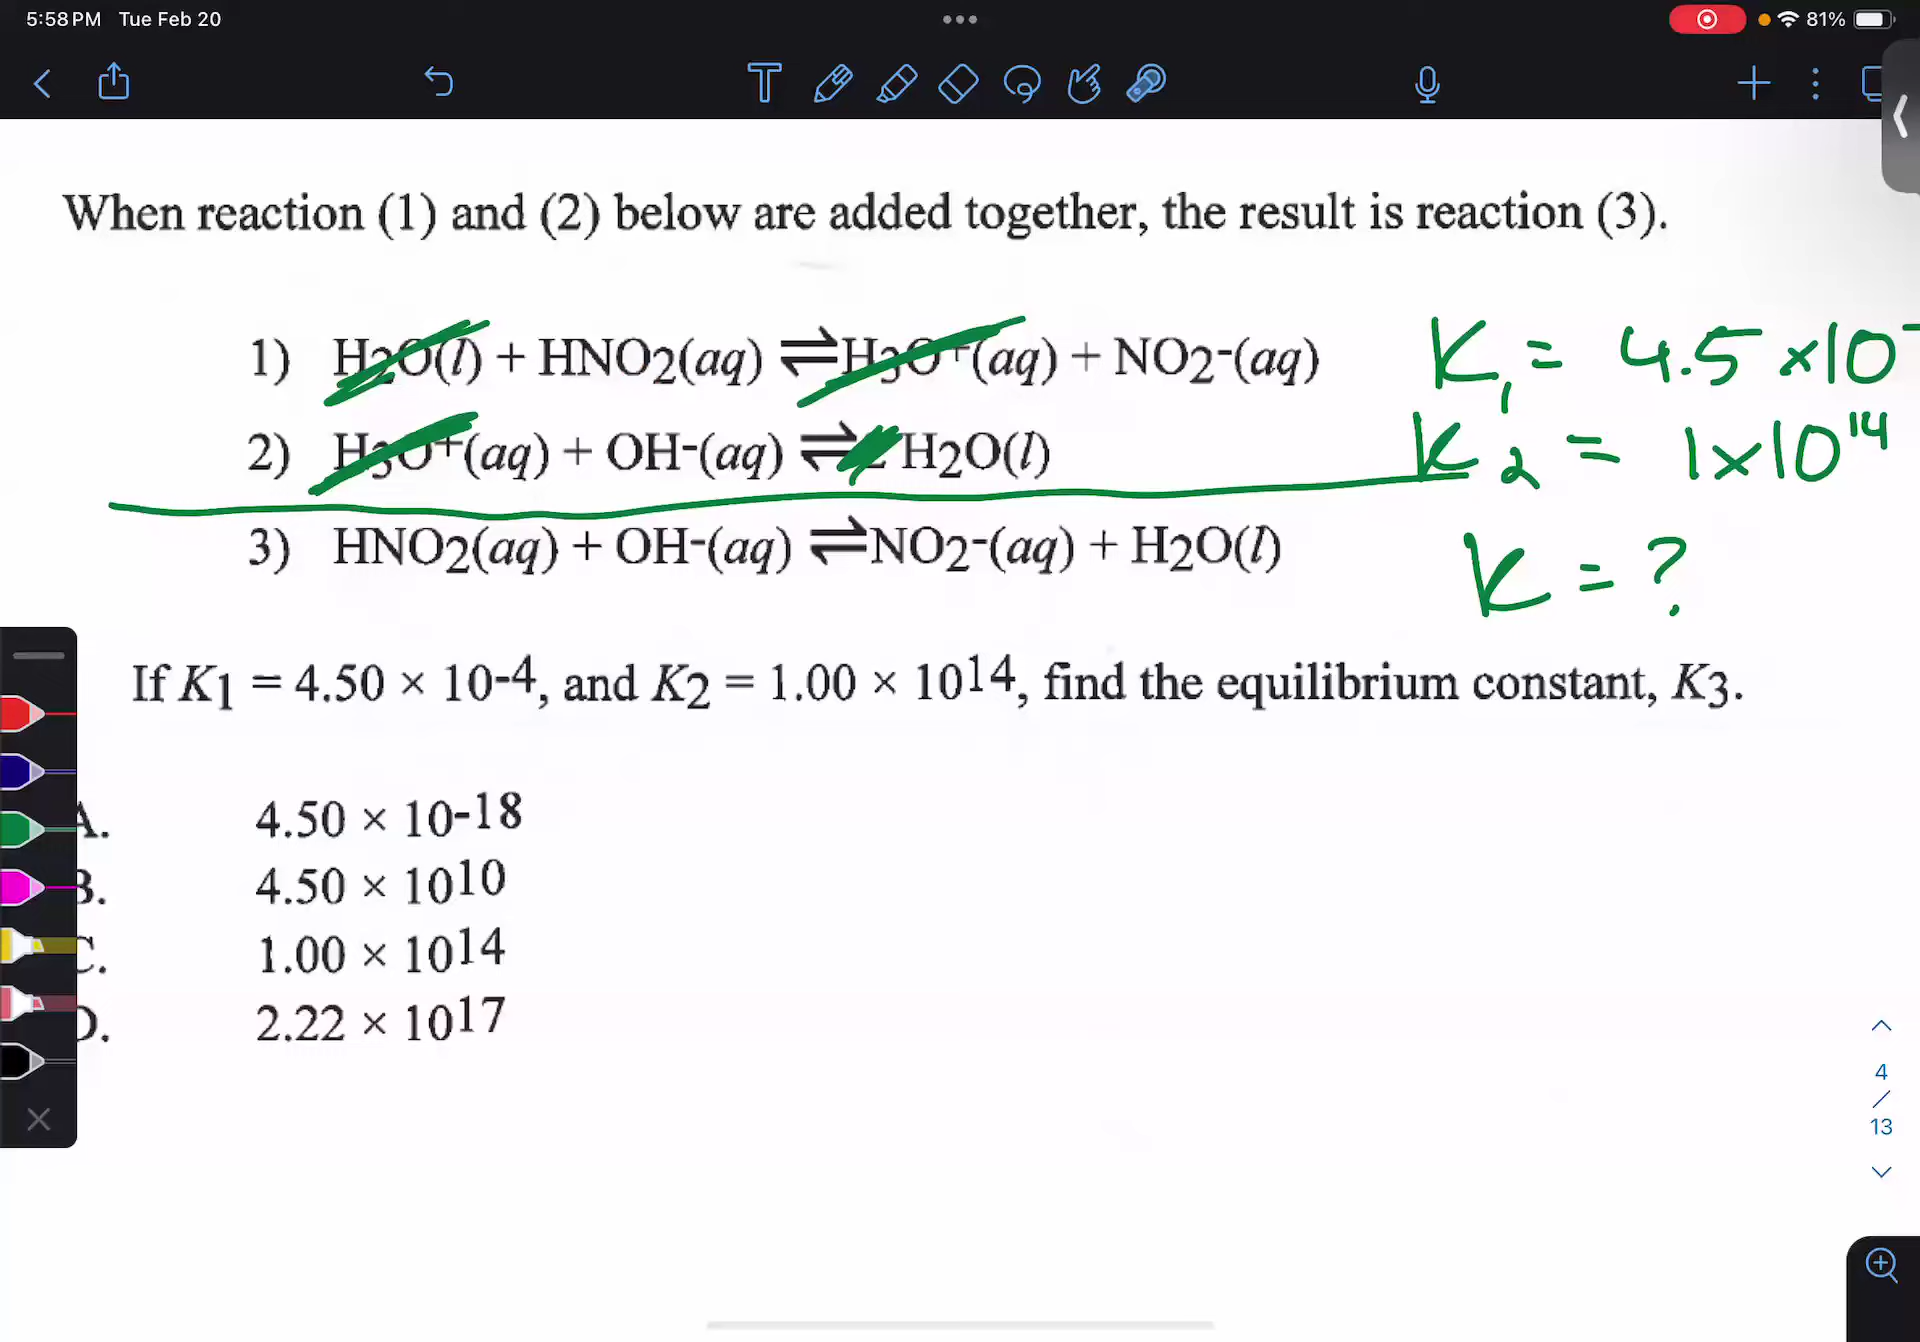 5:58 PM Tue Feb 20
81%
When reaction (1) and (2) below are added together, the result is reaction (3).
1) H2O(l) + HNO2(aq) ⇌ H3O+(aq) + NO2-(aq) K1 = 4.5 ×10-
2) H3O+(aq) + OH-(aq) ⇌ 2 H2O(l) K2 = 1×10^14
3) HNO2(aq) + OH-(aq) ⇌ NO2-(aq) + H2O(l) K = ?
If K1 = 4.50 × 10-4, and K2 = 1.00 × 1014, find the equilibrium constant, K3.
A. 4.50 × 10-18
B. 4.50 × 1010
C. 1.00 × 1014
D. 2.22 × 1017
4
/
13